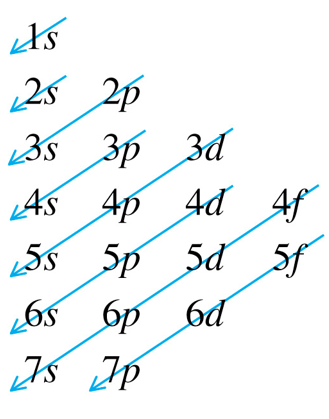 1s
2s 2p
3s 3p 3d
4s 4p 4d 4f
5s 5p 5d 5f
6s 6p 6d
7s 7p